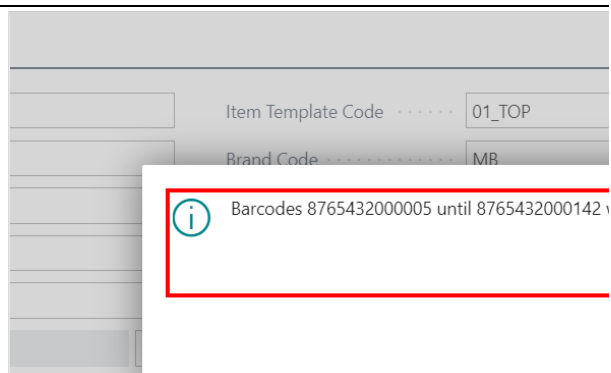 Item Template Code 01_TOP
Brand Code MB
Barcodes 8765432000005 until 8765432000142